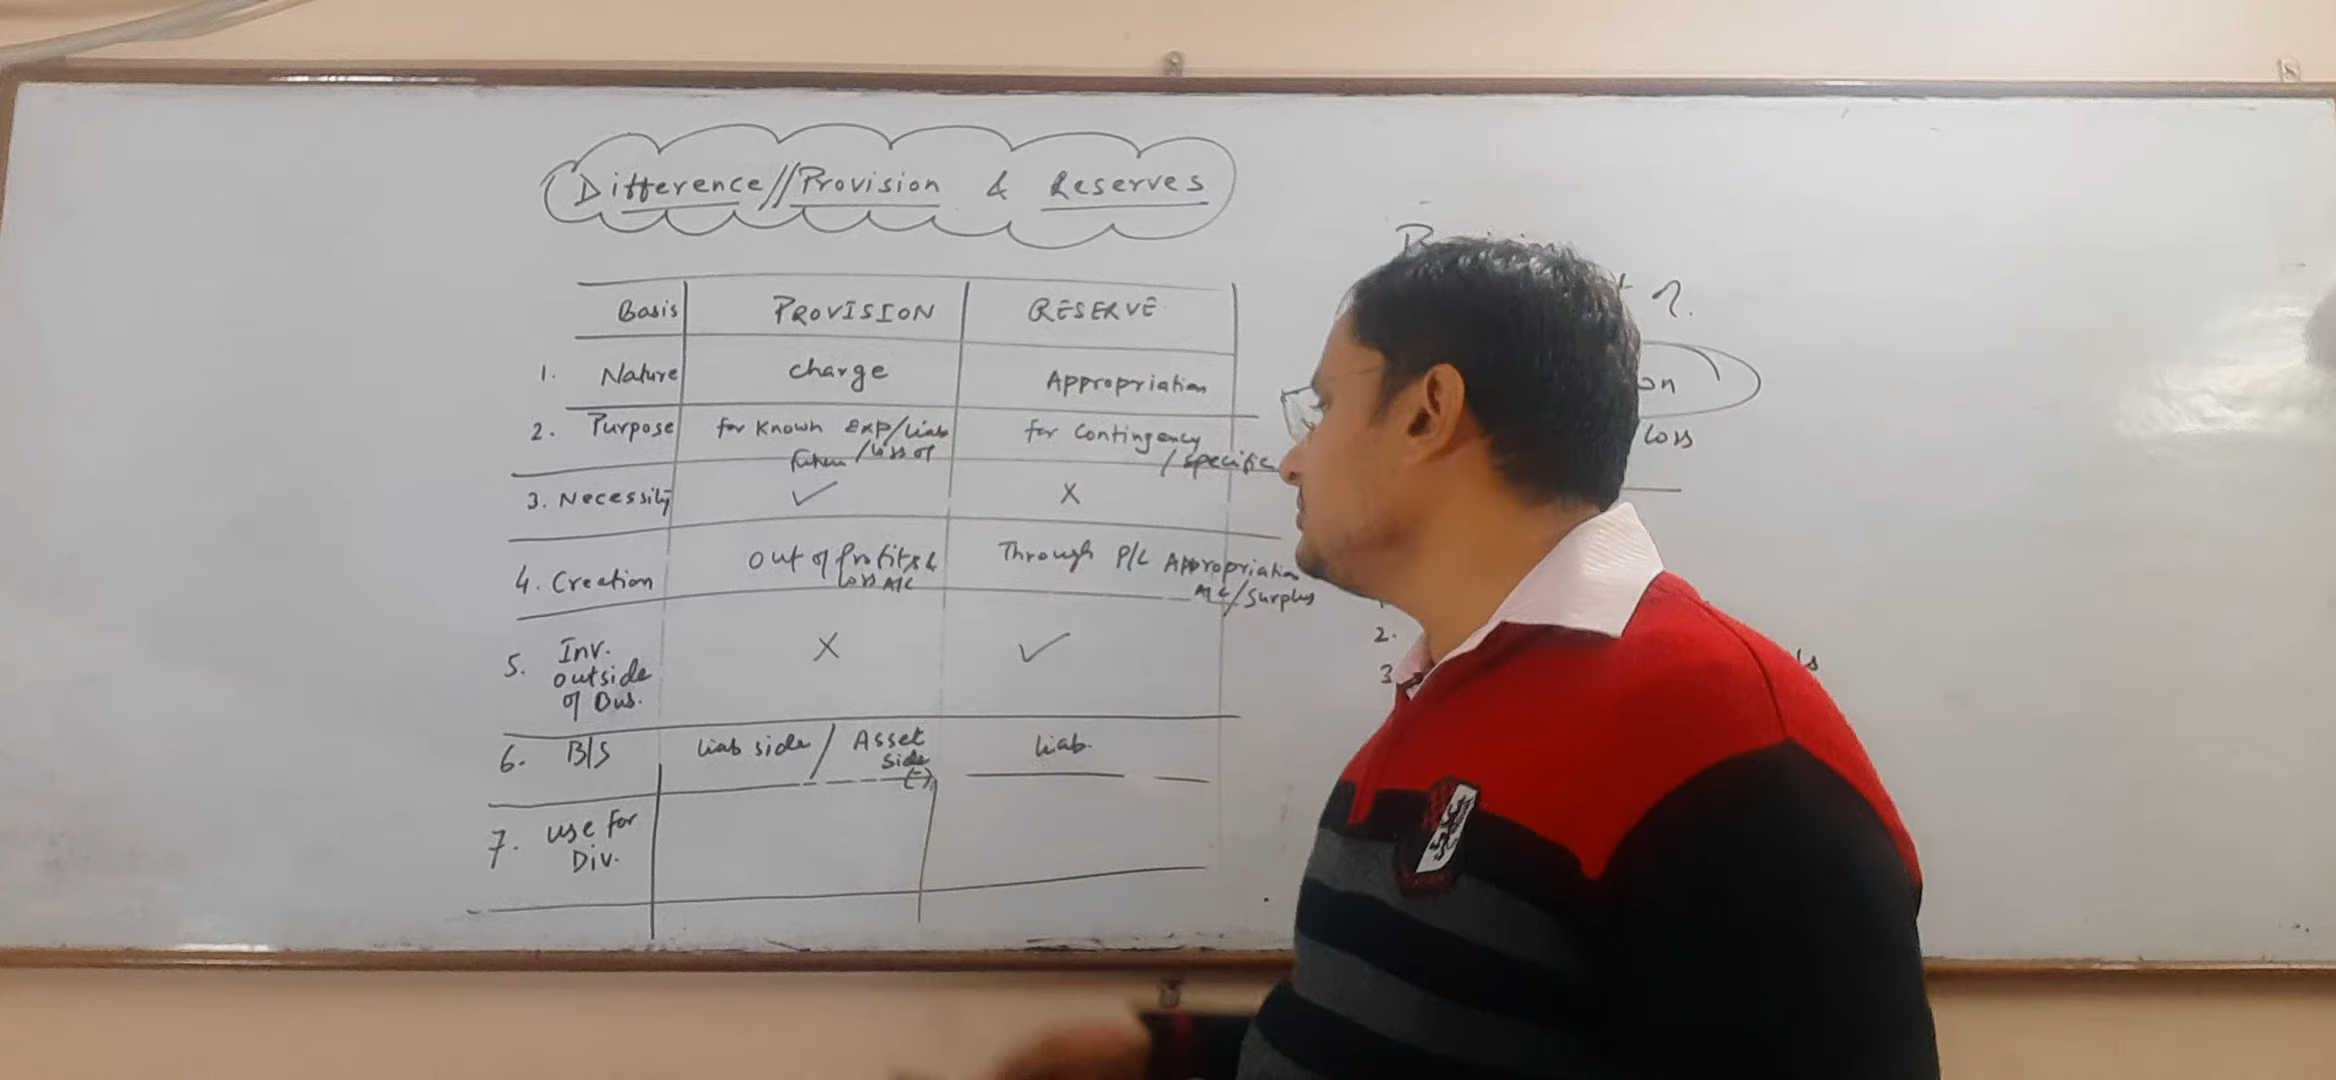 Difference//Provision & Reserves
Basis PROVISION RESERVE
1. Nature charge Appropriation
2. Purpose for Known Exp/Liab for Contingency
/Loss of / specific
3. Necessity ✓ X
4. Creation Out of Profit & Through P/L Appropriation
Loss A/c A/c/Surplus
5. Inv. X ✓
outside
of Bus.
6. B/S Liab side / Asset Liab.
Side
(-)
7. Use For
Div.
?
on
Loss
2.
3.